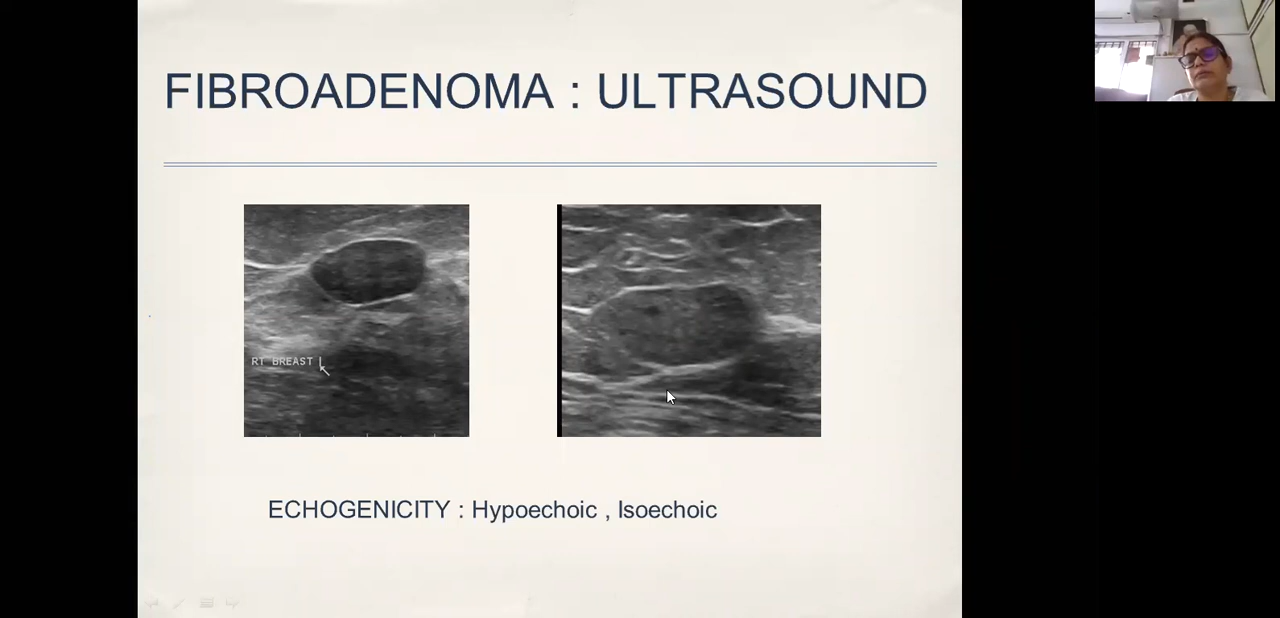 FIBROADENOMA : ULTRASOUND
RT BREAST
ECHOGENICITY : Hypoechoic , Isoechoic